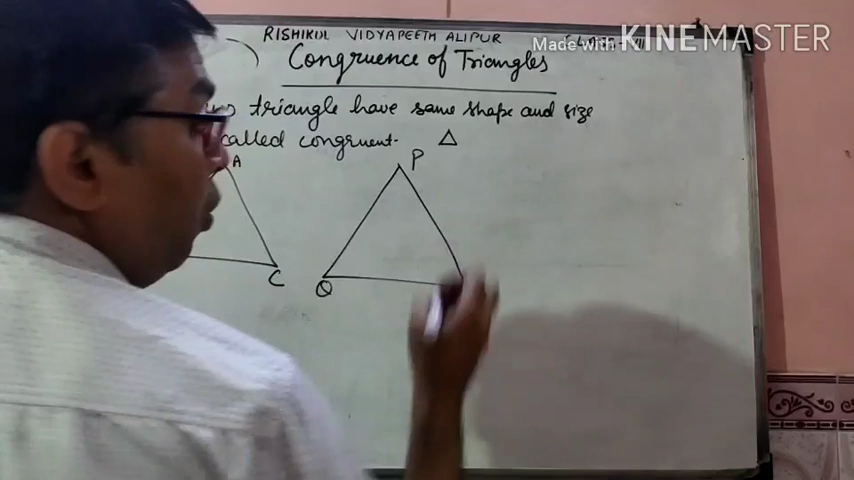 RISHIKUL VIDYAPEETH ALIPUR
Made with KINEMASTER
Congruence of Triangles
triangle have same shape and size
called congruent. △
A
P
C
Q